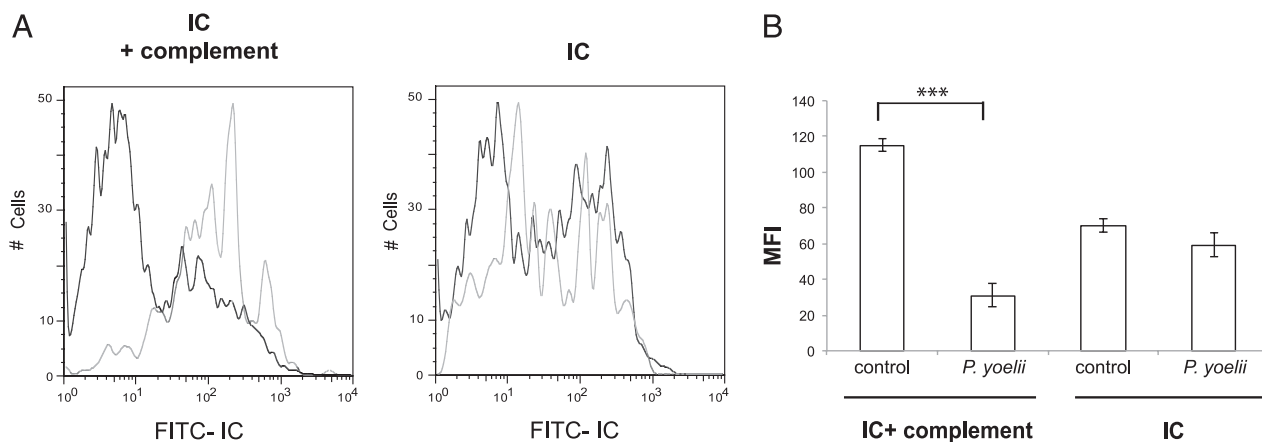 A
IC
+ complement
IC
50
30
10
0
# Cells
10^0 10^1 10^2 10^3 10^4
FITC- IC
50
30
10
0
# Cells
10^0 10^1 10^2 10^3 10^4
FITC- IC
B
140
120
100
80
60
40
20
0
MFI
***
control P. yoelii control P. yoelii
IC+ complement IC